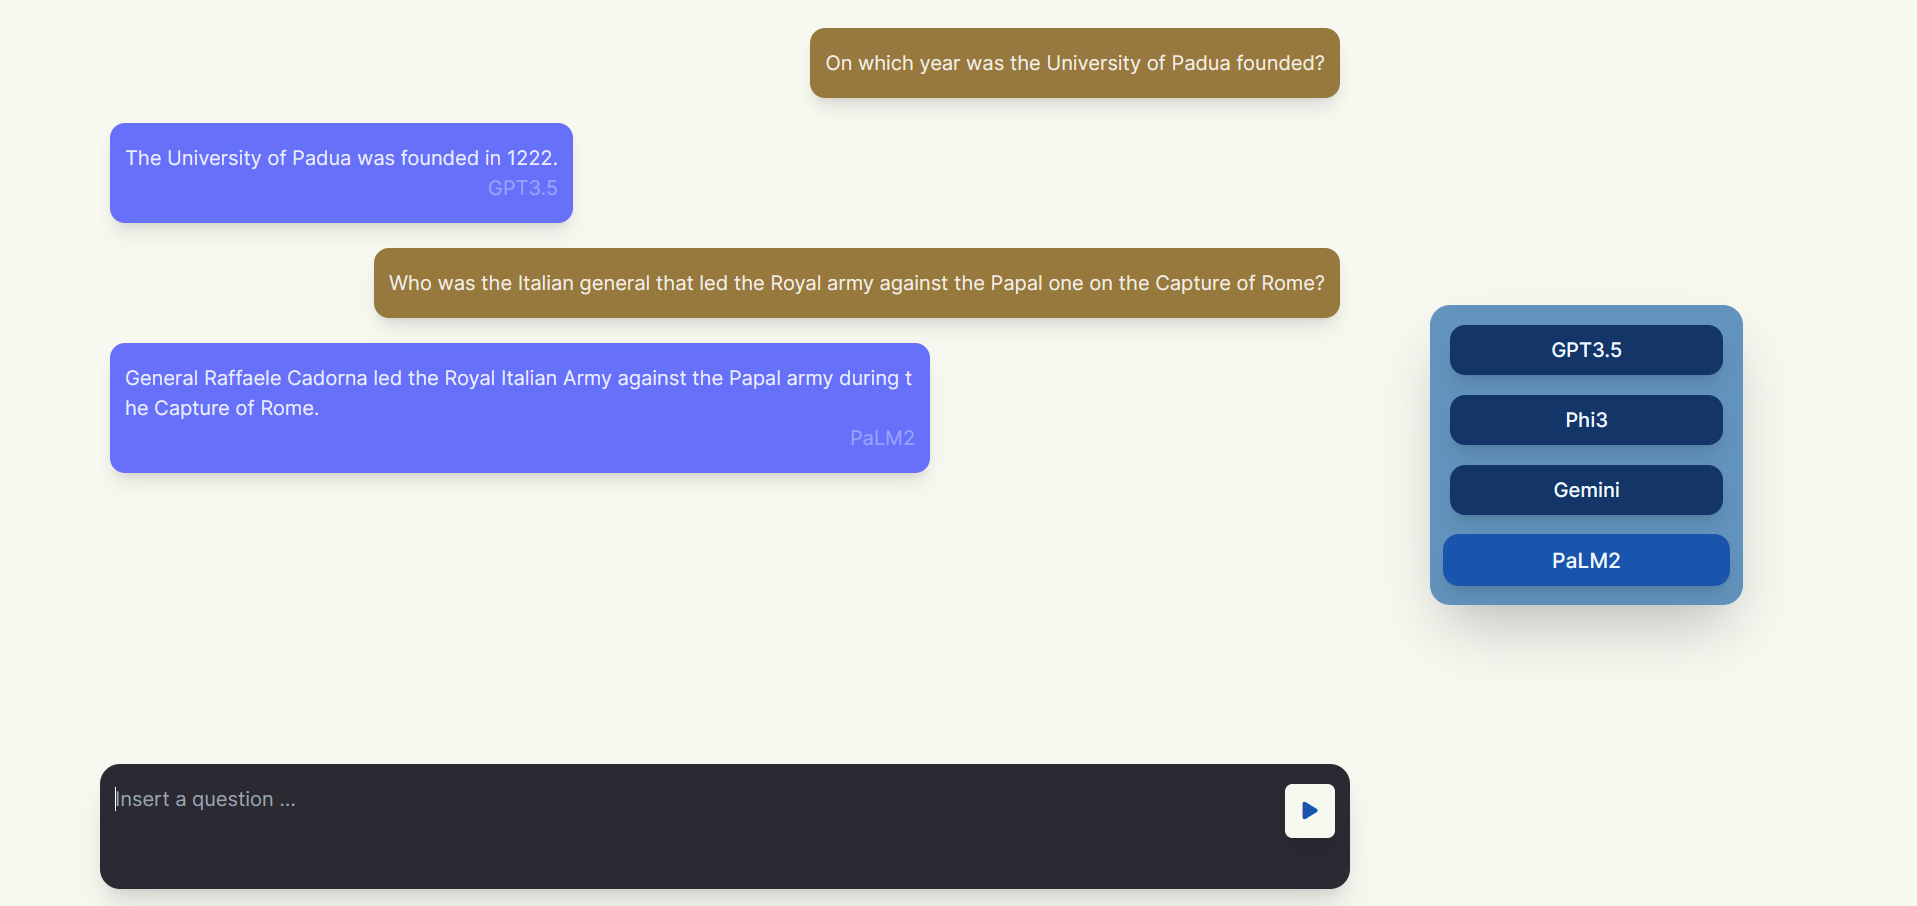 On which year was the University of Padua founded?
The University of Padua was founded in 1222.
GPT3.5
Who was the Italian general that led the Royal army against the Papal one on the Capture of Rome?
General Raffaele Cadorna led the Royal Italian Army against the Papal army during t
he Capture of Rome.
PaLM2
GPT3.5
Phi3
Gemini
PaLM2
Insert a question ...